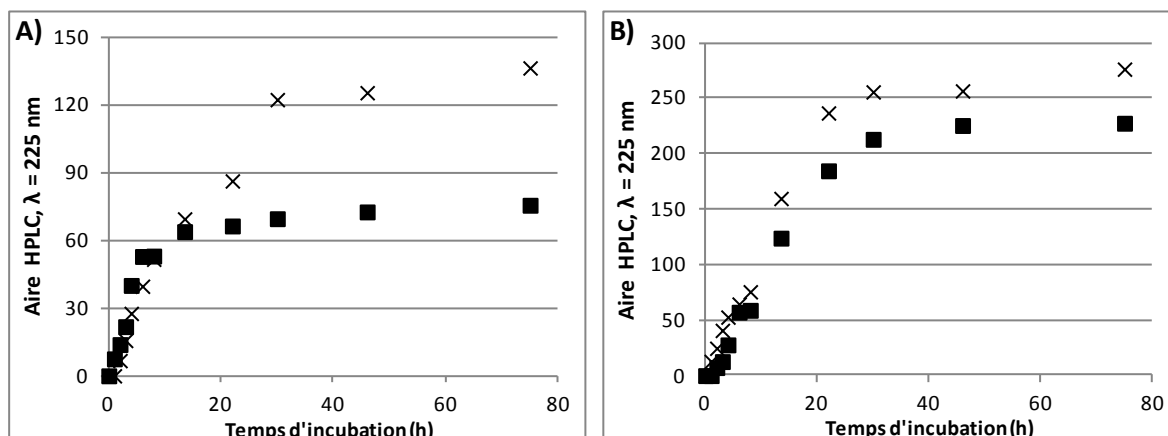 A)
Aire HPLC, λ = 225 nm
150
120
90
60
30
0
0 20 40 60 80
Temps d'incubation (h)
B)
Aire HPLC, λ = 225 nm
300
250
200
150
100
50
0
0 20 40 60 80
Temps d'incubation (h)